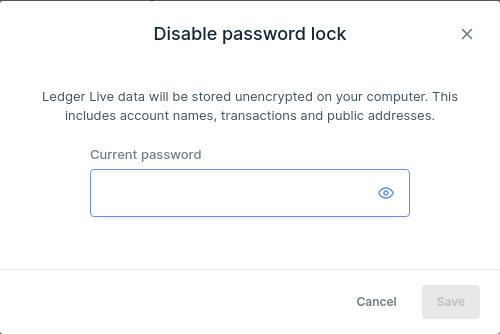 Disable password lock
Ledger Live data will be stored unencrypted on your computer. This
includes account names, transactions and public addresses.
Current password
Cancel
Save